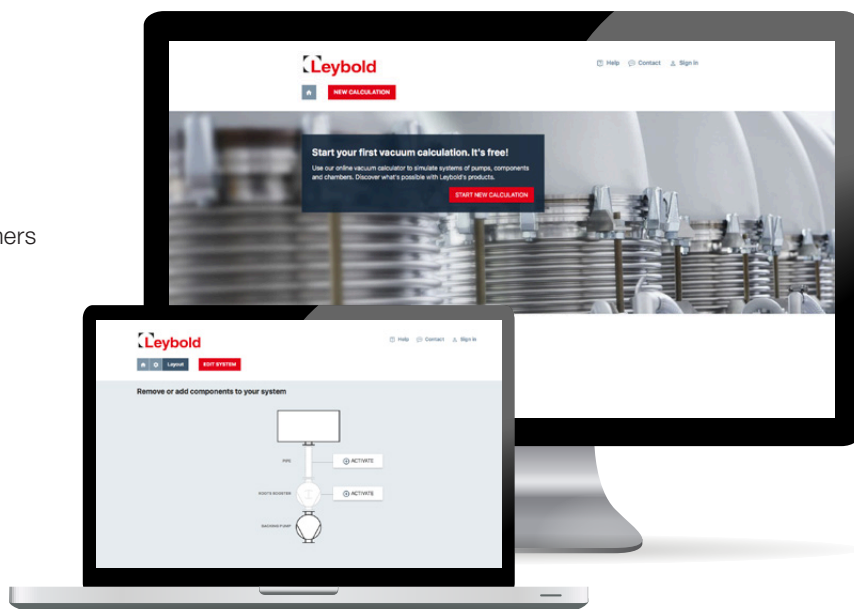 ners
Leybold
Help Contact Sign In
NEW CALCULATION
Start your first vacuum calculation. It's free!
Use our online vacuum calculator to simulate systems of pumps, components
and chambers. Discover what's possible with Leybold's products.
START NEW CALCULATION
Leybold
Help Contact Sign In
Layout EDIT SYSTEM
Remove or add components to your system
PIPE ACTIVATE
ROOTS BOOSTER ACTIVATE
BACKING PUMP